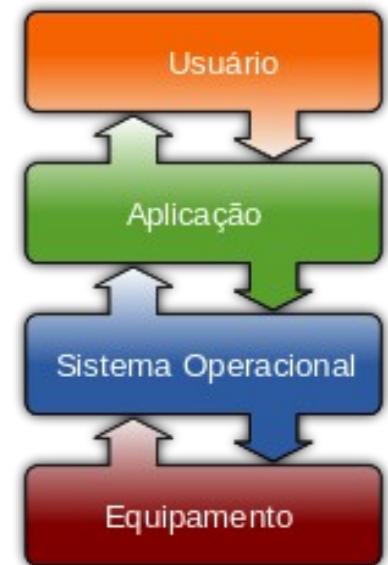 Usuário
Aplicação
Sistema Operacional
Equipamento